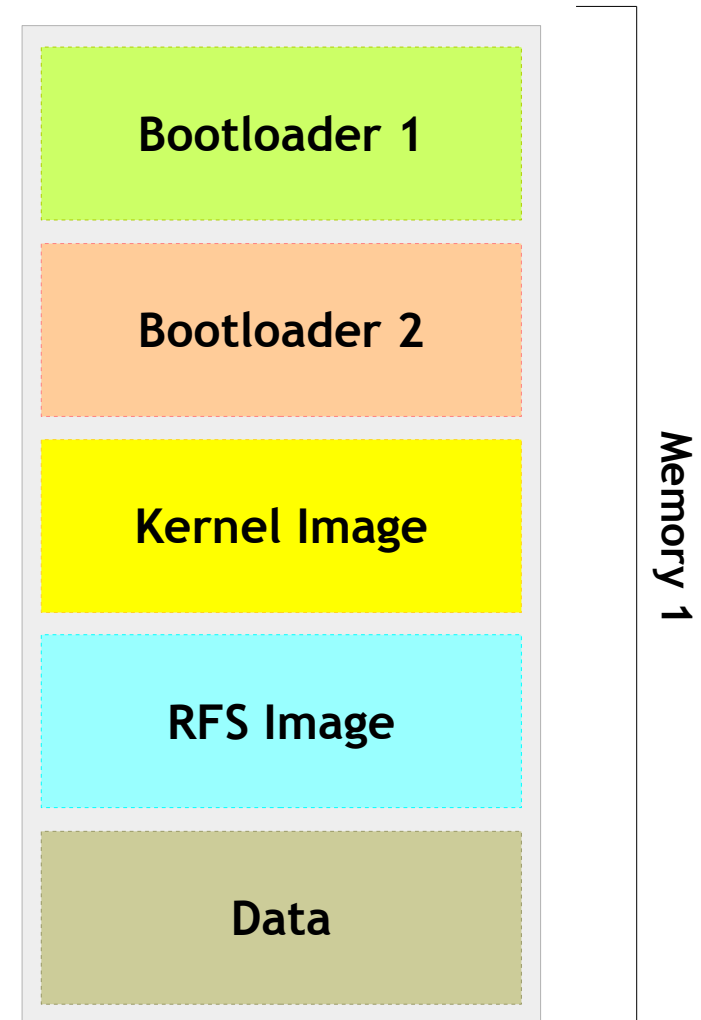 Bootloader 1
Bootloader 2
Kernel Image
RFS Image
Data
Memory 1